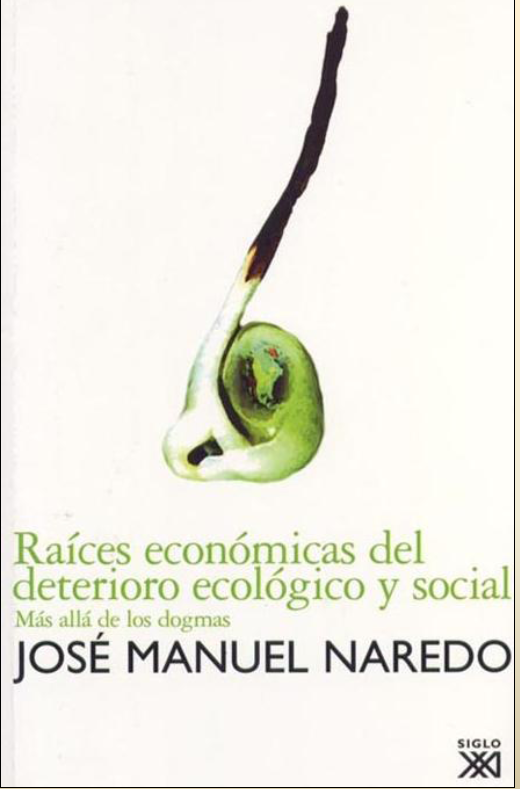 Raíces económicas del
deterioro ecológico y social
Más allá de los dogmas
JOSÉ MANUEL NAREDO
SIGLO
XXI